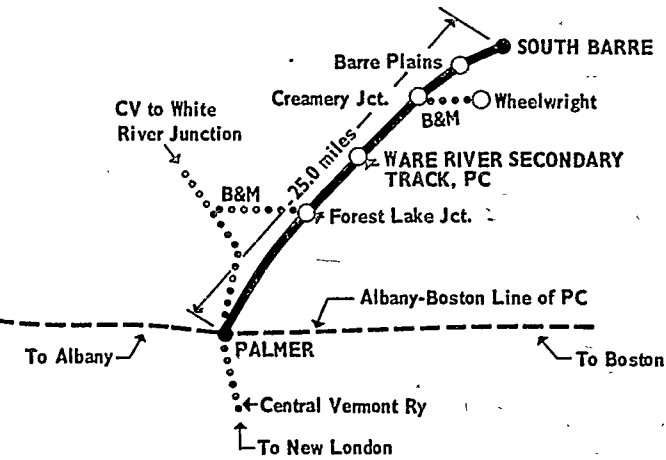 SOUTH BARRE
Barre Plains
Creamery Jct.
Wheelwright
B&M
CV to White
River Junction
25.0 miles
WARE RIVER SECONDARY
TRACK, PC
B&M
Forest Lake Jct.
Albany-Boston Line of PC
To Albany
PALMER
To Boston
Central Vermont Ry
To New London